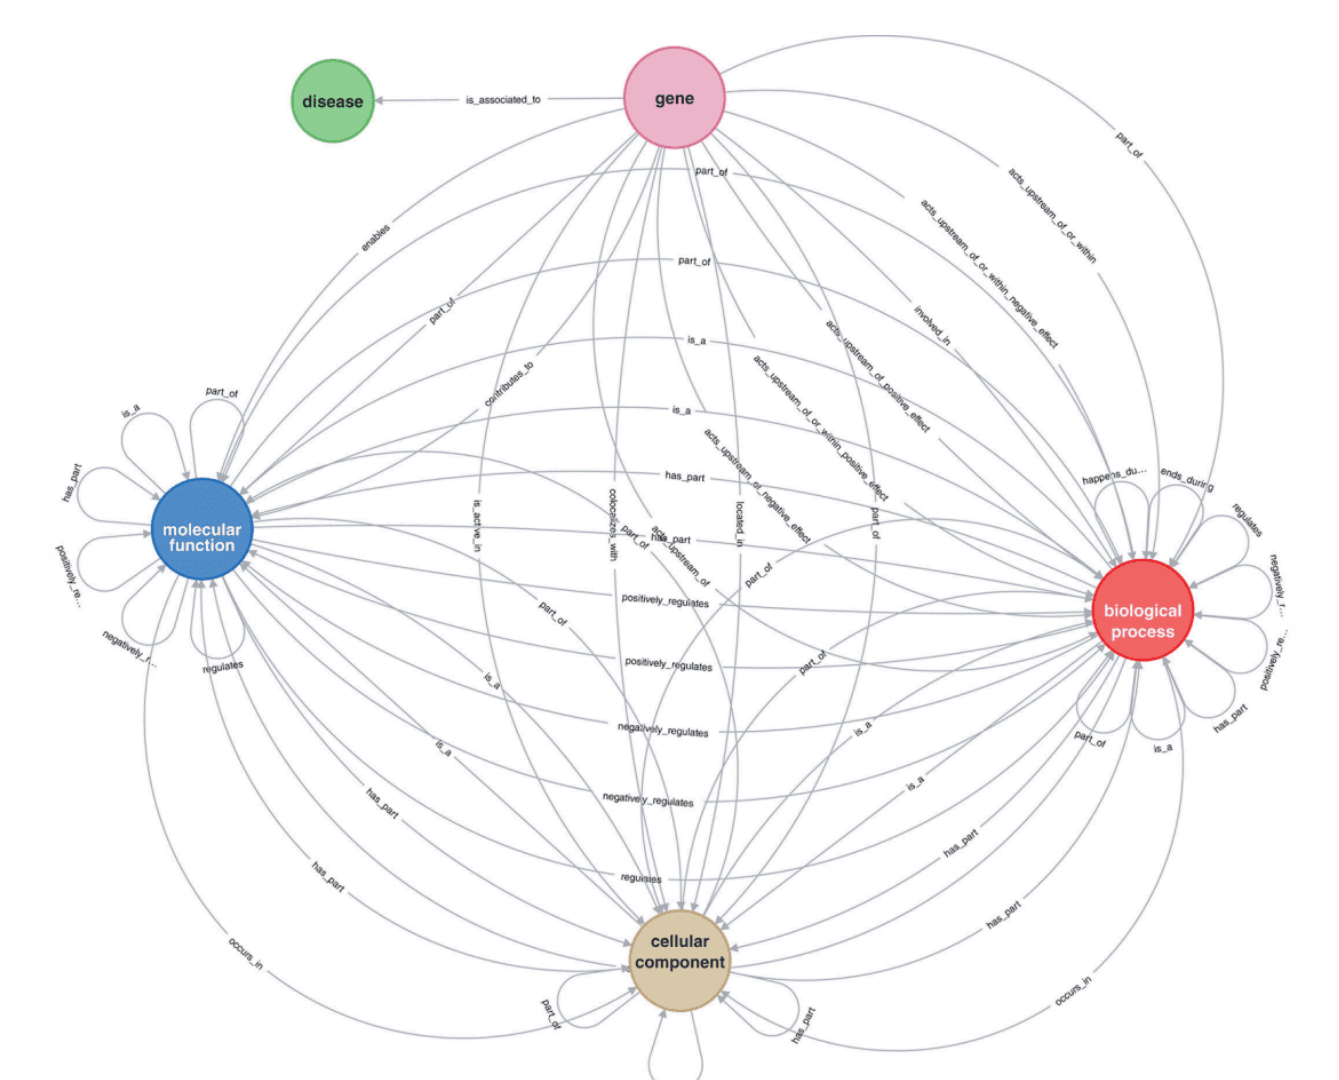 disease
is_associated_to
gene
part_of
part_of
acts_upstream_of_or_within
acts_upstream_of_or_within_negative_effect
enables
part_of
part_of
involved_in
acts_upstream_of_positive_effect
is_a
acts_upstream_of_or_within_positive_effect
contributes_to
part_of
is_a
is_a
acts_upstream_or_negative_effect
has_part
has_part
happens_du...
ends_during
regulates
is_active_in
colocalizes_with
located_in
part_of
molecular
function
part_of
has_part
acts_upstream_of
part_of
positively_re...
negatively_r...
positively_regulates
part_of
biological
process
negatively_r...
regulates
positively_regulates
part_of
positively_re...
is_a
negatively_regulates
is_a
has_part
part_of
is_a
is_a
is_a
has_part
negatively_regulates
has_part
has_part
regulates
has_part
occurs_in
cellular
component
occurs_in
part_of
has_part